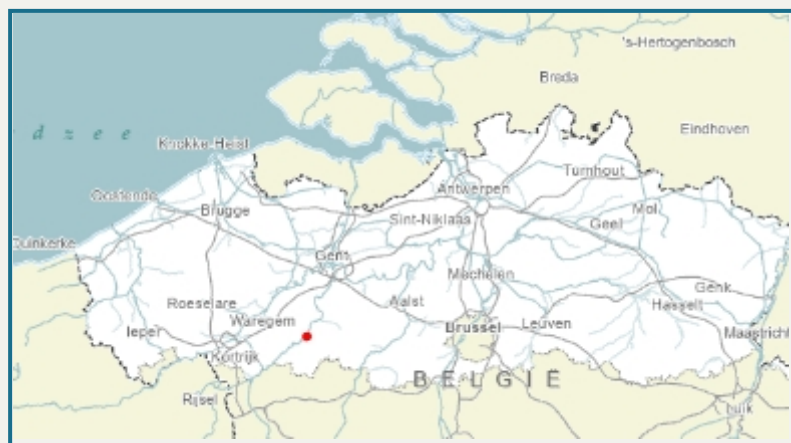 's-Hertogenbosch
Breda
d z e e
Eindhoven
Knokke-Heist
Turnhout
Antwerpen
Oostende
Mol
Brugge
Sint-Niklaas
Geel
Duinkerke
Gent
Mechelen
Genk
Aalst
Roeselare
Hasselt
Waregem
Brussel
Leuven
Ieper
Maastricht
Kortrijk
BELGIË
Rijsel
Luik